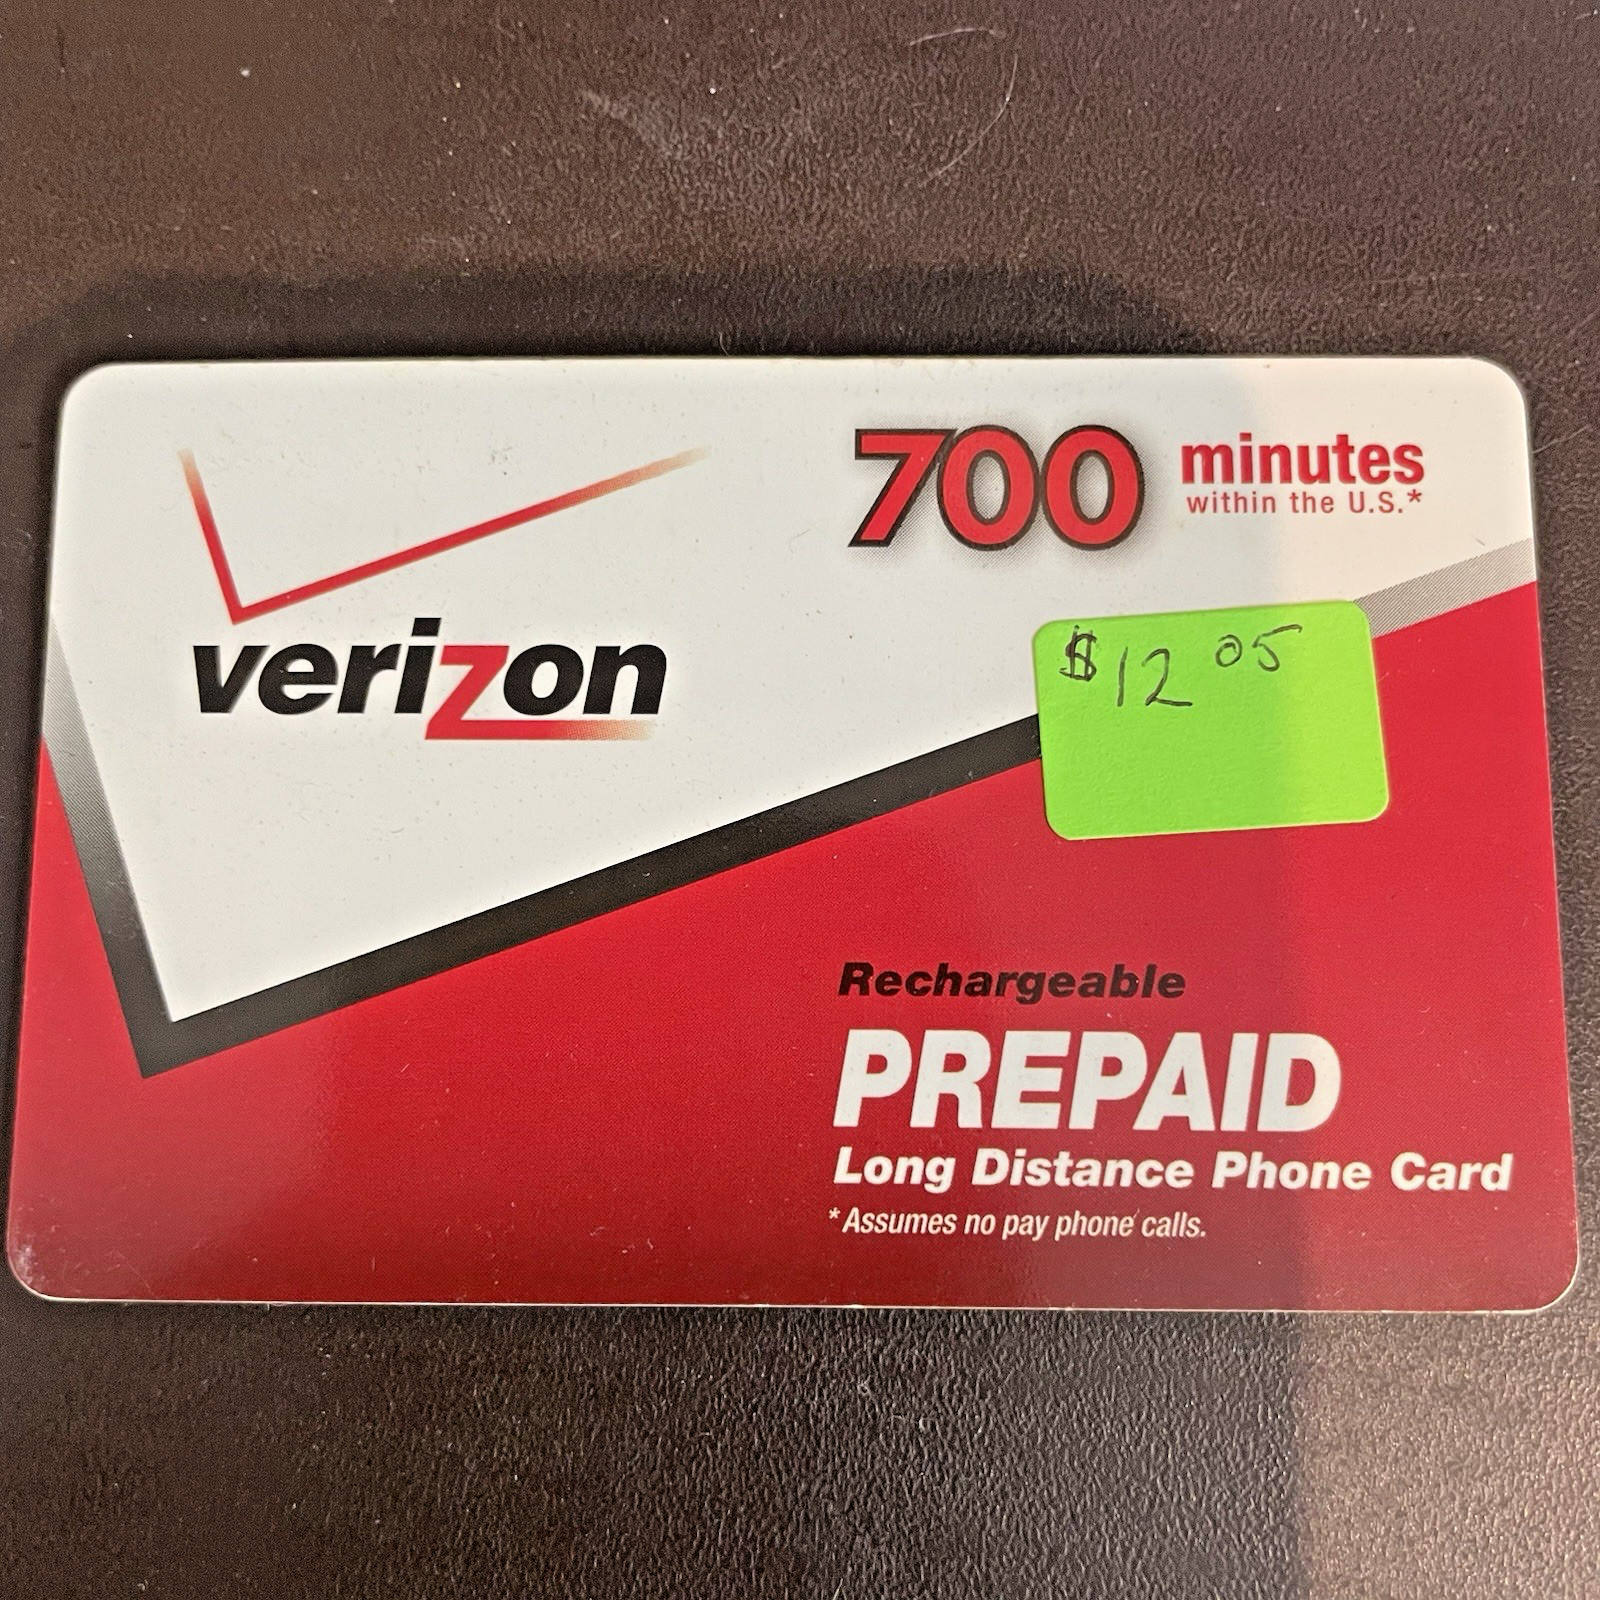 verizon
700 minutes
within the U.S.*
$12 05
Rechargeable
PREPAID
Long Distance Phone Card
*Assumes no pay phone calls.